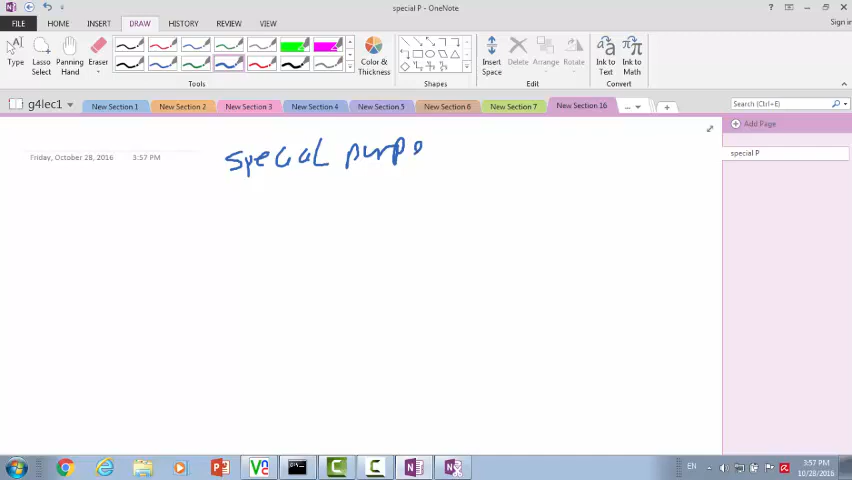 special P - OneNote
FILE HOME INSERT DRAW HISTORY REVIEW VIEW
Sign in
Type Lasso Select Panning Hand Eraser Color & Thickness Insert Space Delete Arrange Rotate Ink to Text Ink to Math
Tools Shapes Edit Convert
g4lec1 New Section 1 New Section 2 New Section 3 New Section 4 New Section 5 New Section 6 New Section 7 New Section 16 ... Search (Ctrl+E)
Add Page
special P
special purpo
Friday, October 28, 2016 3:57 PM
EN 3:57 PM
10/28/2016